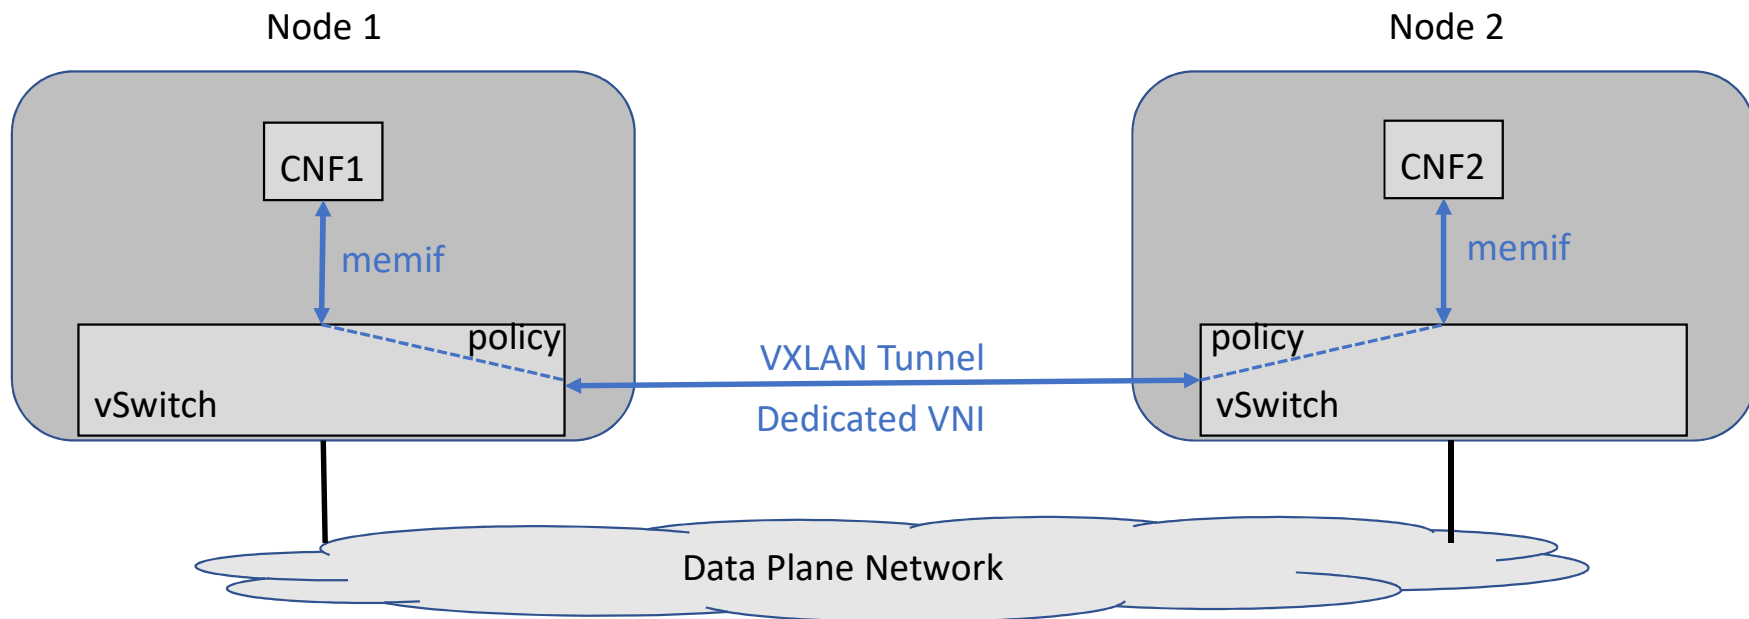 Node 1
Node 2
CNF1
CNF2
memif
memif
policy
policy
VXLAN Tunnel
vSwitch
Dedicated VNI
vSwitch
Data Plane Network